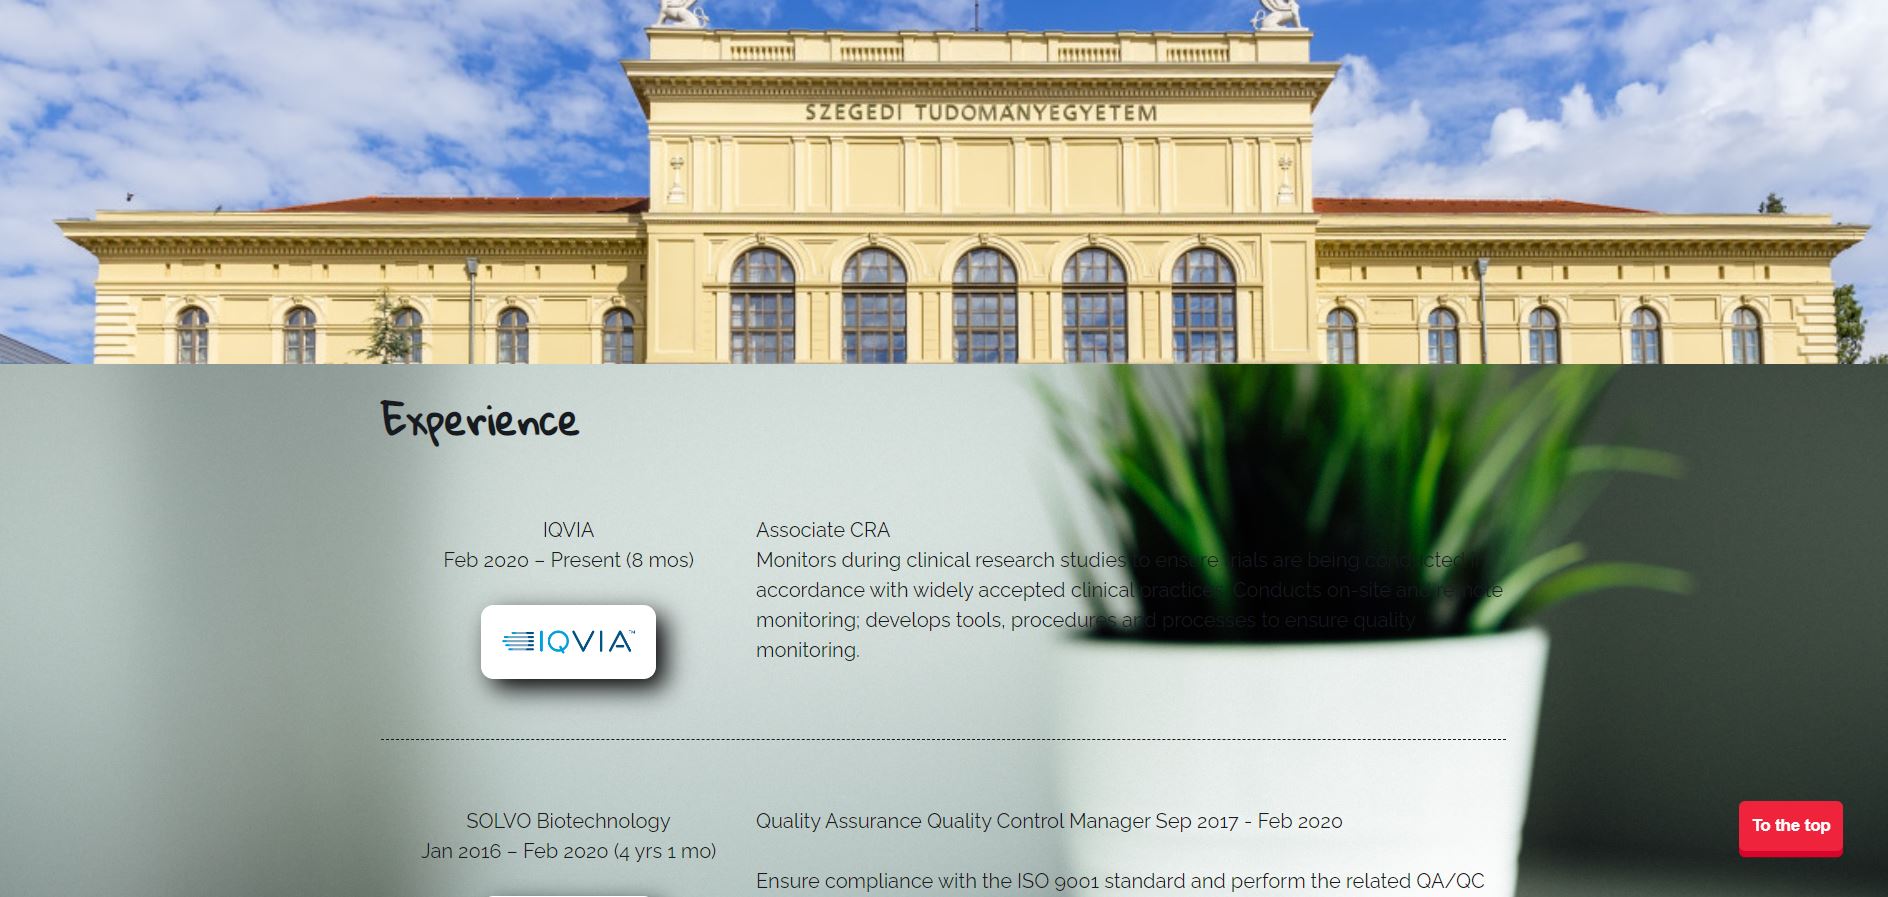 SZEGEDI TUDOMÁNYEGYETEM
Experience
IQVIA
Feb 2020 – Present (8 mos)
IQVIA™
Associate CRA
Monitors during clinical research studies to ensure trials are being conducted in
accordance with widely accepted clinical practices. Conducts on-site and remote
monitoring; develops tools, procedures and processes to ensure quality
monitoring.
SOLVO Biotechnology
Jan 2016 – Feb 2020 (4 yrs 1 mo)
Quality Assurance Quality Control Manager Sep 2017 - Feb 2020
Ensure compliance with the ISO 9001 standard and perform the related QA/QC
To the top